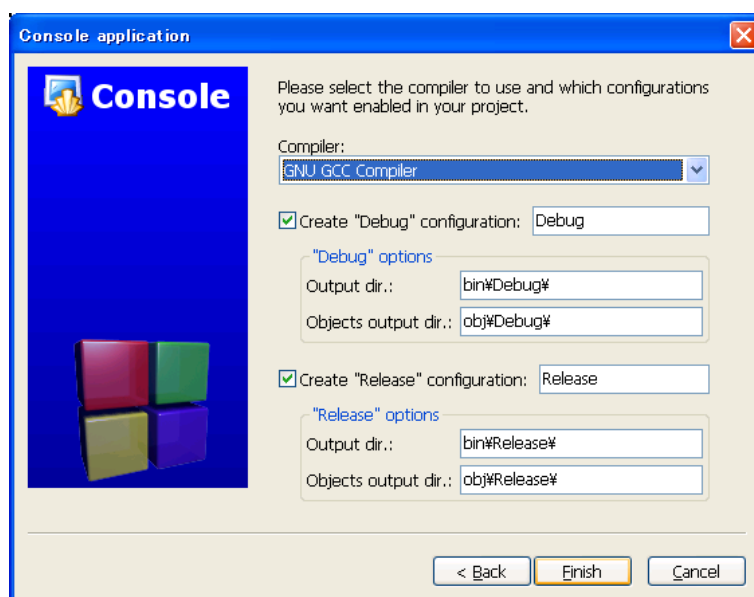 Console application
Console
Please select the compiler to use and which configurations
you want enabled in your project.
Compiler:
GNU GCC Compiler
Create "Debug" configuration: Debug
"Debug" options
Output dir.: bin¥Debug¥
Objects output dir.: obj¥Debug¥
Create "Release" configuration: Release
"Release" options
Output dir.: bin¥Release¥
Objects output dir.: obj¥Release¥
< Back Finish Cancel